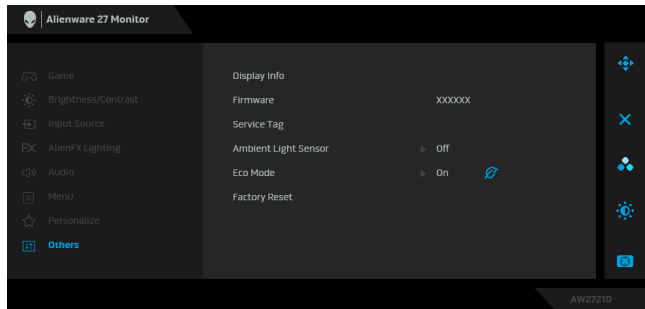 Alienware 27 Monitor
Game
Brightness/Contrast
Input Source
AlienFX Lighting
Audio
Menu
Personalize
Others
Display Info
Firmware XXXXXX
Service Tag
Ambient Light Sensor Off
Eco Mode On
Factory Reset
AW2721D